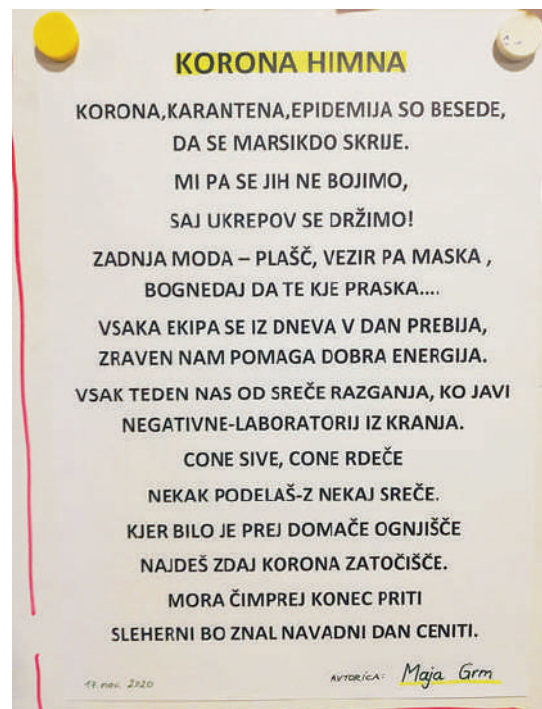 KORONA HIMNA
KORONA,KARANTENA,EPIDEMIJA SO BESEDE,
DA SE MARSIKDO SKRIJE.
MI PA SE JIH NE BOJIMO,
SAJ UKREPOV SE DRŽIMO!
ZADNJA MODA – PLAŠČ, VEZIR PA MASKA ,
BOGNEDAJ DA TE KJE PRASKA....
VSAKA EKIPA SE IZ DNEVA V DAN PREBIJA,
ZRAVEN NAM POMAGA DOBRA ENERGIJA.
VSAK TEDEN NAS OD SREČE RAZGANJA, KO JAVI
NEGATIVNE-LABORATORIJ IZ KRANJA.
CONE SIVE, CONE RDEČE
NEKAK PODELAŠ-Z NEKAJ SREČE.
KJER BILO JE PREJ DOMAČE OGNJIŠČE
NAJDEŠ ZDAJ KORONA ZATOČIŠČE.
MORA ČIMPREJ KONEC PRITI
SLEHERNI BO ZNAL NAVADNI DAN CENITI.
17. nov. 2020 AVTORICA: Maja Grm